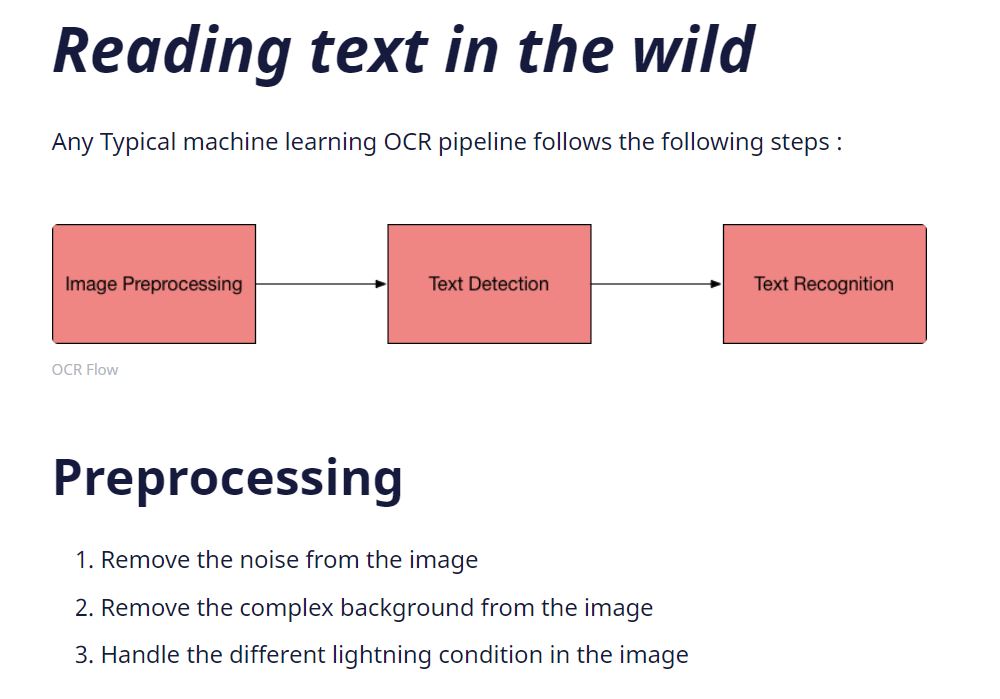 Reading text in the wild
Any Typical machine learning OCR pipeline follows the following steps :
Image Preprocessing
Text Detection
Text Recognition
OCR Flow
Preprocessing
1. Remove the noise from the image
2. Remove the complex background from the image
3. Handle the different lightning condition in the image